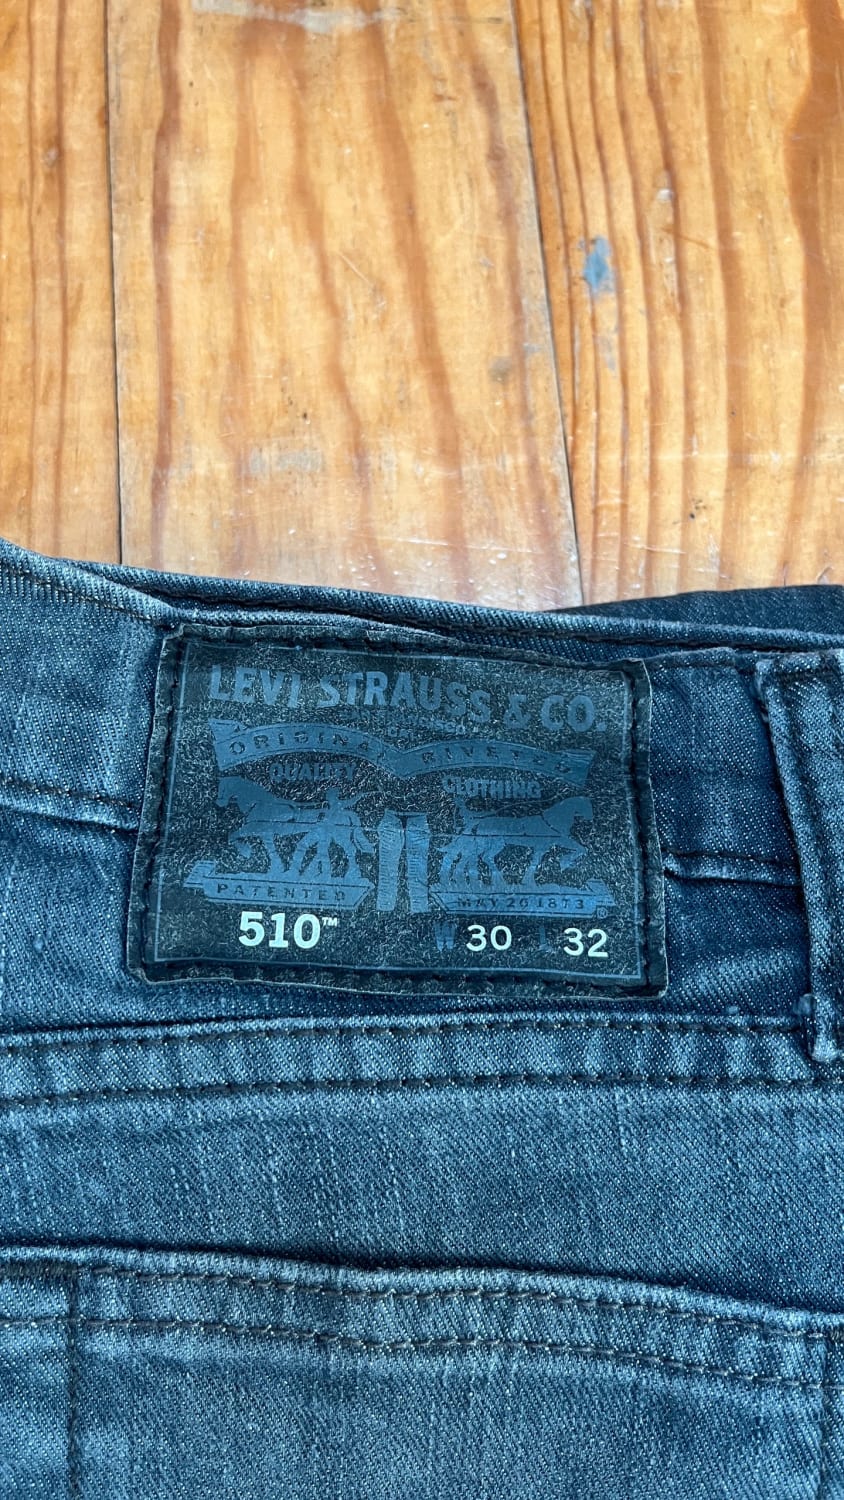 LEVI STRAUSS & CO.
ORIGINAL RIVETED
QUALITY CLOTHING
PATENTED MAY 20 1873
510™ W 30 L 32